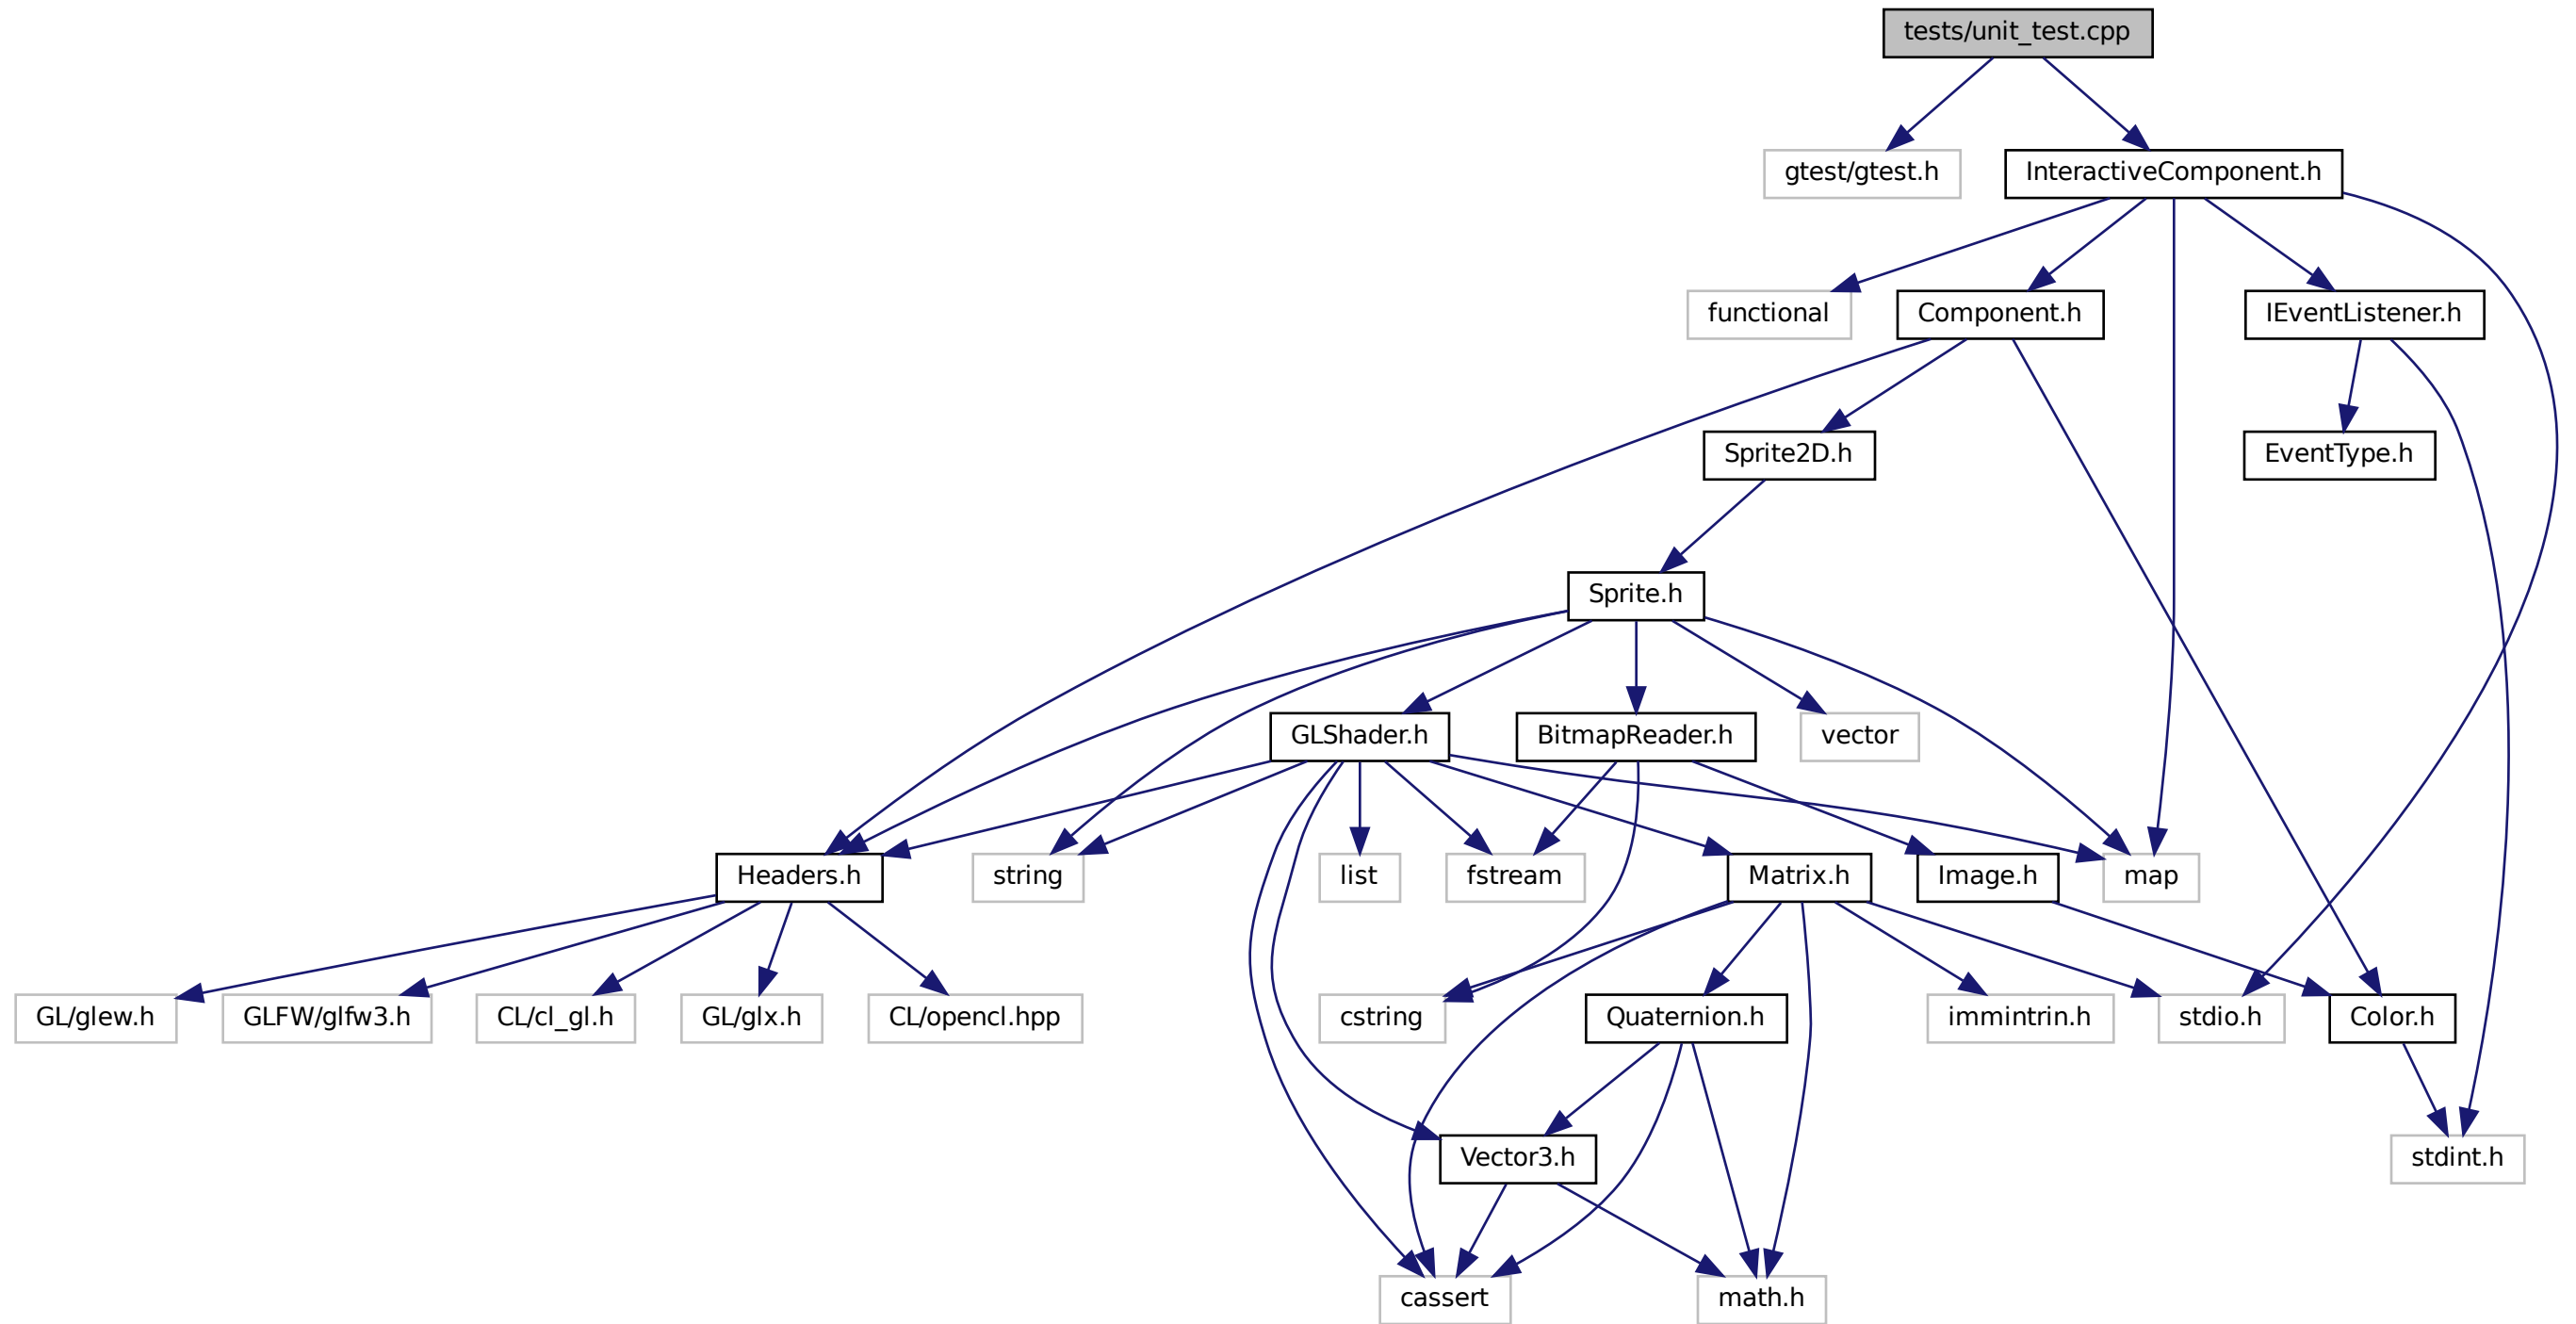 tests/unit_test.cpp
gtest/gtest.h
InteractiveComponent.h
functional
Component.h
IEventListener.h
Sprite2D.h
EventType.h
Sprite.h
GLShader.h
BitmapReader.h
vector
Headers.h
string
list
fstream
Matrix.h
Image.h
map
GL/glew.h
GLFW/glfw3.h
CL/cl_gl.h
GL/glx.h
CL/opencl.hpp
cstring
Quaternion.h
immintrin.h
stdio.h
Color.h
Vector3.h
stdint.h
cassert
math.h